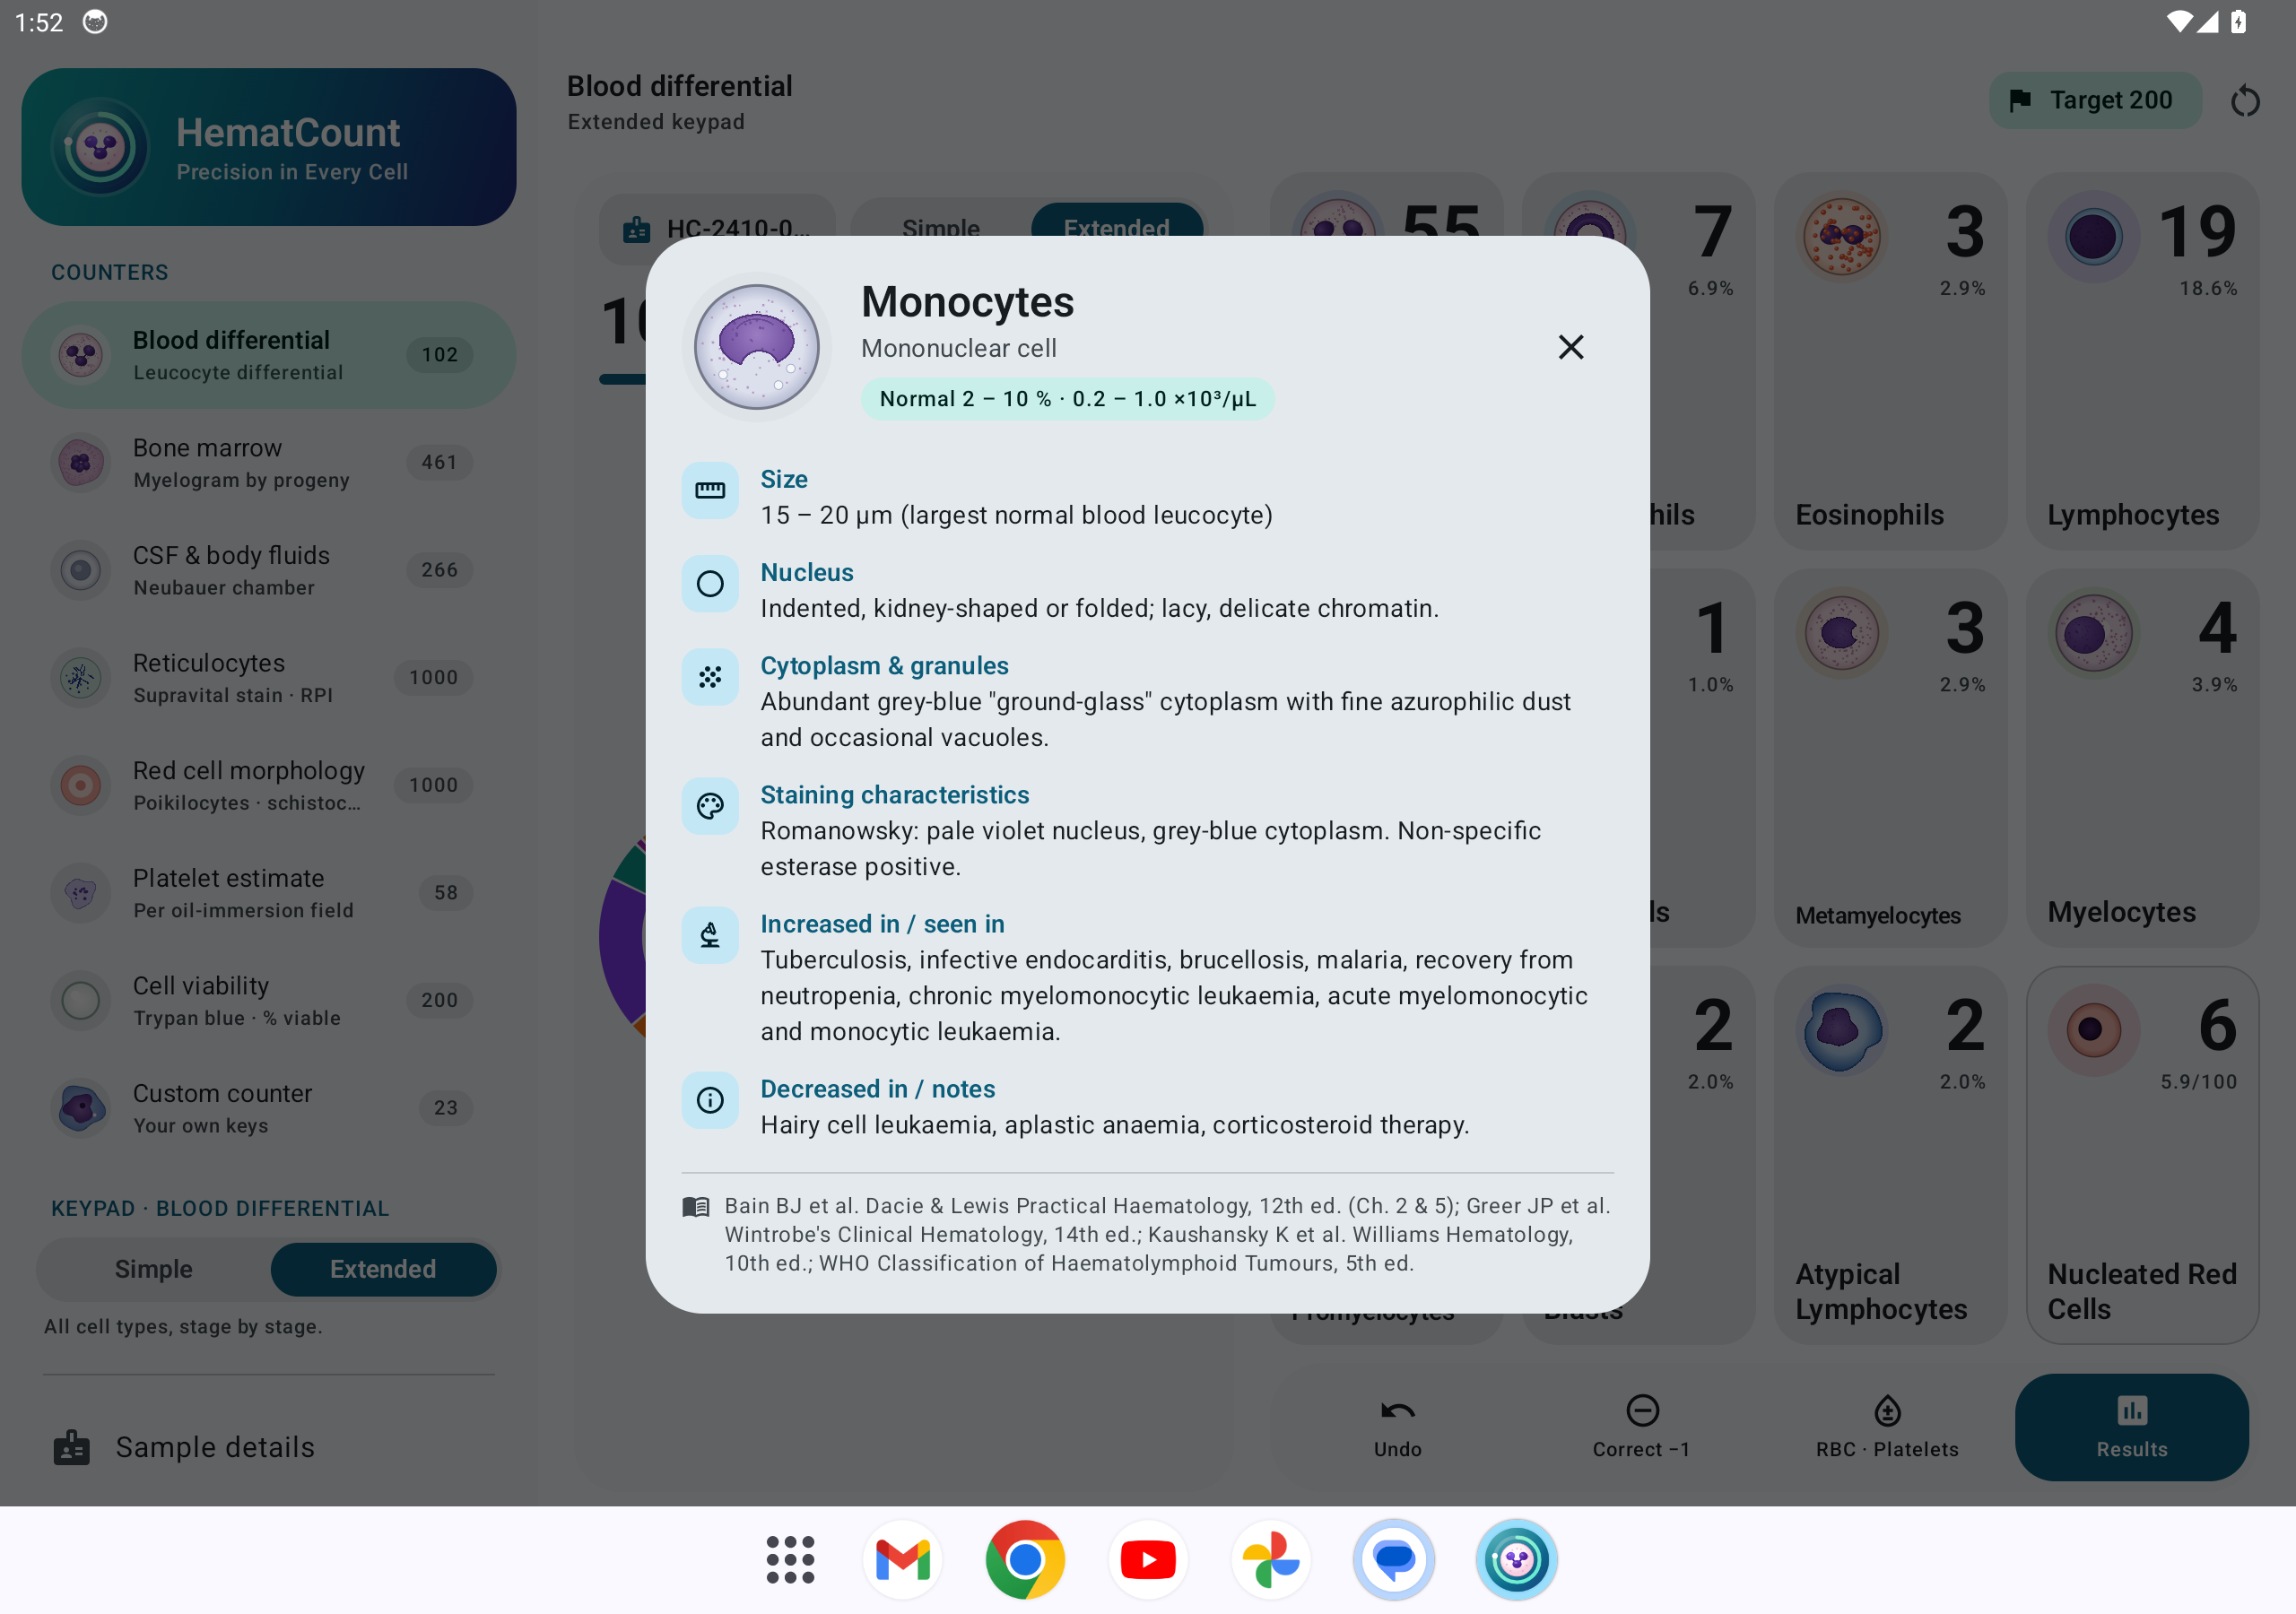 1:52
HematCount
Precision in Every Cell
COUNTERS
Blood differential
Leucocyte differential
102
Bone marrow
Myelogram by progeny
461
CSF & body fluids
Neubauer chamber
266
Reticulocytes
Supravital stain · RPI
1000
Red cell morphology
Poikilocytes · schistoc…
1000
Platelet estimate
Per oil-immersion field
58
Cell viability
Trypan blue · % viable
200
Custom counter
Your own keys
23
KEYPAD · BLOOD DIFFERENTIAL
Simple
Extended
All cell types, stage by stage.
Sample details
Blood differential
Extended keypad
Target 200
HC-2410-0…
Simple
Extended
Monocytes
Mononuclear cell
Normal 2 – 10 % · 0.2 – 1.0 ×10³/µL
Size
15 – 20 µm (largest normal blood leucocyte)
Nucleus
Indented, kidney-shaped or folded; lacy, delicate chromatin.
Cytoplasm & granules
Abundant grey-blue "ground-glass" cytoplasm with fine azurophilic dust
and occasional vacuoles.
Staining characteristics
Romanowsky: pale violet nucleus, grey-blue cytoplasm. Non-specific
esterase positive.
Increased in / seen in
Tuberculosis, infective endocarditis, brucellosis, malaria, recovery from
neutropenia, chronic myelomonocytic leukaemia, acute myelomonocytic
and monocytic leukaemia.
Decreased in / notes
Hairy cell leukaemia, aplastic anaemia, corticosteroid therapy.
Bain BJ et al. Dacie & Lewis Practical Haematology, 12th ed. (Ch. 2 & 5); Greer JP et al.
Wintrobe's Clinical Hematology, 14th ed.; Kaushansky K et al. Williams Hematology,
10th ed.; WHO Classification of Haematolymphoid Tumours, 5th ed.
55
7
6.9%
3
2.9%
Eosinophils
19
18.6%
Lymphocytes
1
1.0%
3
2.9%
Metamyelocytes
4
3.9%
Myelocytes
Promyelocytes
2
2.0%
Blasts
2
2.0%
Atypical
Lymphocytes
6
5.9/100
Nucleated Red
Cells
Undo
Correct −1
RBC · Platelets
Results